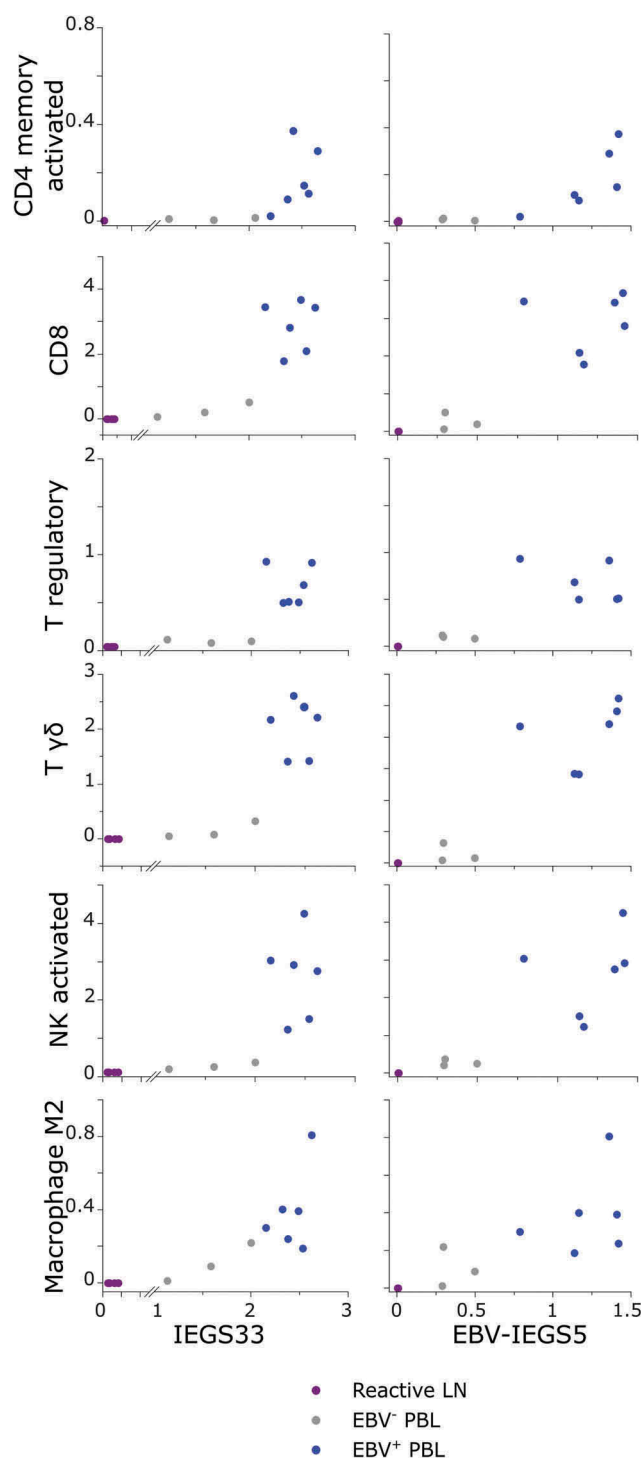 CD4 memory
activated
0.8
0.4
0
CD8
4
2
0
T regulatory
2
1
0
T γδ
3
2
1
0
NK activated
4
2
0
Macrophage M2
0.8
0.4
0
0 1 2 3
0 0.5 1 1.5
IEGS33 EBV-IEGS5
Reactive LN
EBV⁻ PBL
EBV⁺ PBL